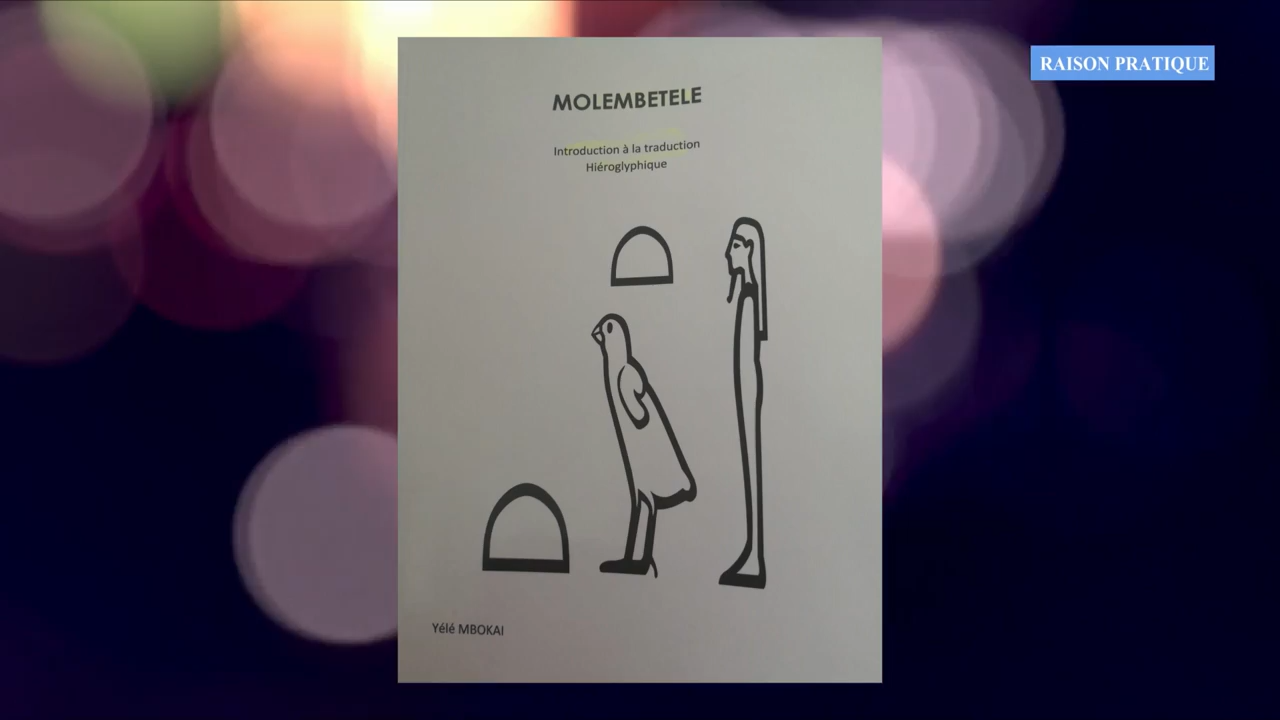 RAISON PRATIQUE
MOLEMBETELE
Introduction à la traduction
Hiéroglyphique
Yélé MBOKAI